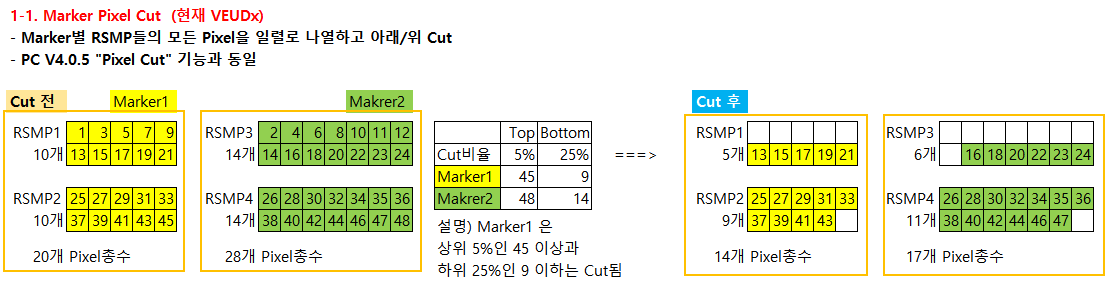 1-1. Marker Pixel Cut (현재 VEUDx)
- Marker별 RSMP들의 모든 Pixel을 일렬로 나열하고 아래/위 Cut
- PC V4.0.5 "Pixel Cut" 기능과 동일
Cut 전 Marker1 Makrer2 Cut 후
RSMP1 1 3 5 7 9
10개 13 15 17 19 21
RSMP2 25 27 29 31 33
10개 37 39 41 43 45
20개 Pixel총수
RSMP3 2 4 6 8 10 11 12
14개 14 16 18 20 22 23 24
RSMP4 26 28 30 32 34 35 36
14개 38 40 42 44 46 47 48
28개 Pixel총수
Top Bottom
Cut비율 5% 25%
Marker1 45 9
Makrer2 48 14
설명) Marker1 은
상위 5%인 45 이상과
하위 25%인 9 이하는 Cut됨
===>
RSMP1
5개 13 15 17 19 21
RSMP2 25 27 29 31 33
9개 37 39 41 43
14개 Pixel총수
RSMP3
6개 16 18 20 22 23 24
RSMP4 26 28 30 32 34 35 36
11개 38 40 42 44 46 47
17개 Pixel총수